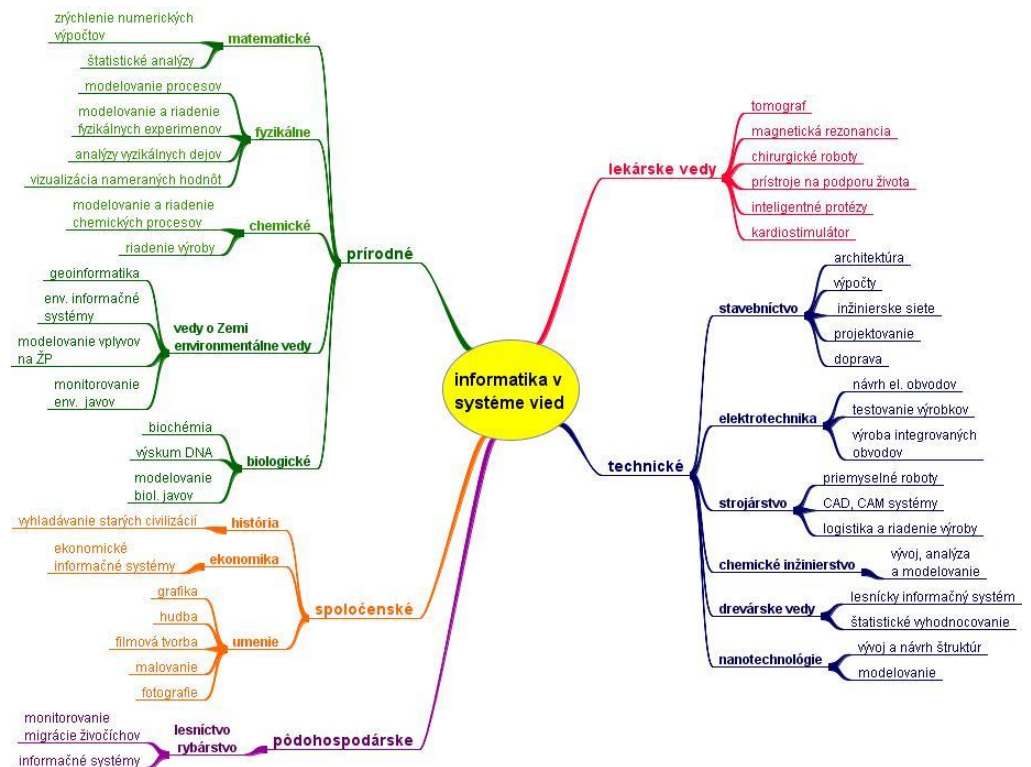 informatika v
systéme vied
prírodné
matematické
zrýchlenie numerických
výpočtov
štatistické analýzy
fyzikálne
modelovanie procesov
modelovanie a riadenie
fyzikálnych experimenov
analýzy vyzikálnych dejov
vizualizácia nameraných hodnôt
chemické
modelovanie a riadenie
chemických procesov
riadenie výroby
vedy o Zemi
environmentálne vedy
geoinformatika
env. informačné
systémy
modelovanie vplyvov
na ŽP
monitorovanie
env. javov
biologické
biochémia
výskum DNA
modelovanie
biol. javov
spoločenské
história
vyhladávanie starých civilizácií
ekonomika
ekonomické
informačné systémy
umenie
grafika
hudba
filmová tvorba
malovanie
fotografie
pôdohospodárske
lesníctvo
rybárstvo
monitorovanie
migrácie živočíchov
informačné systémy
lekárske vedy
tomograf
magnetická rezonancia
chirurgické roboty
prístroje na podporu života
inteligentné protézy
kardiostimulátor
technické
stavebníctvo
architektúra
výpočty
inžinierske siete
projektovanie
doprava
elektrotechnika
návrh el. obvodov
testovanie výrobkov
výroba integrovaných
obvodov
strojárstvo
priemyselné roboty
CAD, CAM systémy
logistika a riadenie výroby
chemické inžinierstvo
vývoj, analýza
a modelovanie
drevárske vedy
lesnícky informačný systém
štatistické vyhodnocovanie
nanotechnológie
vývoj a návrh štruktúr
modelovanie